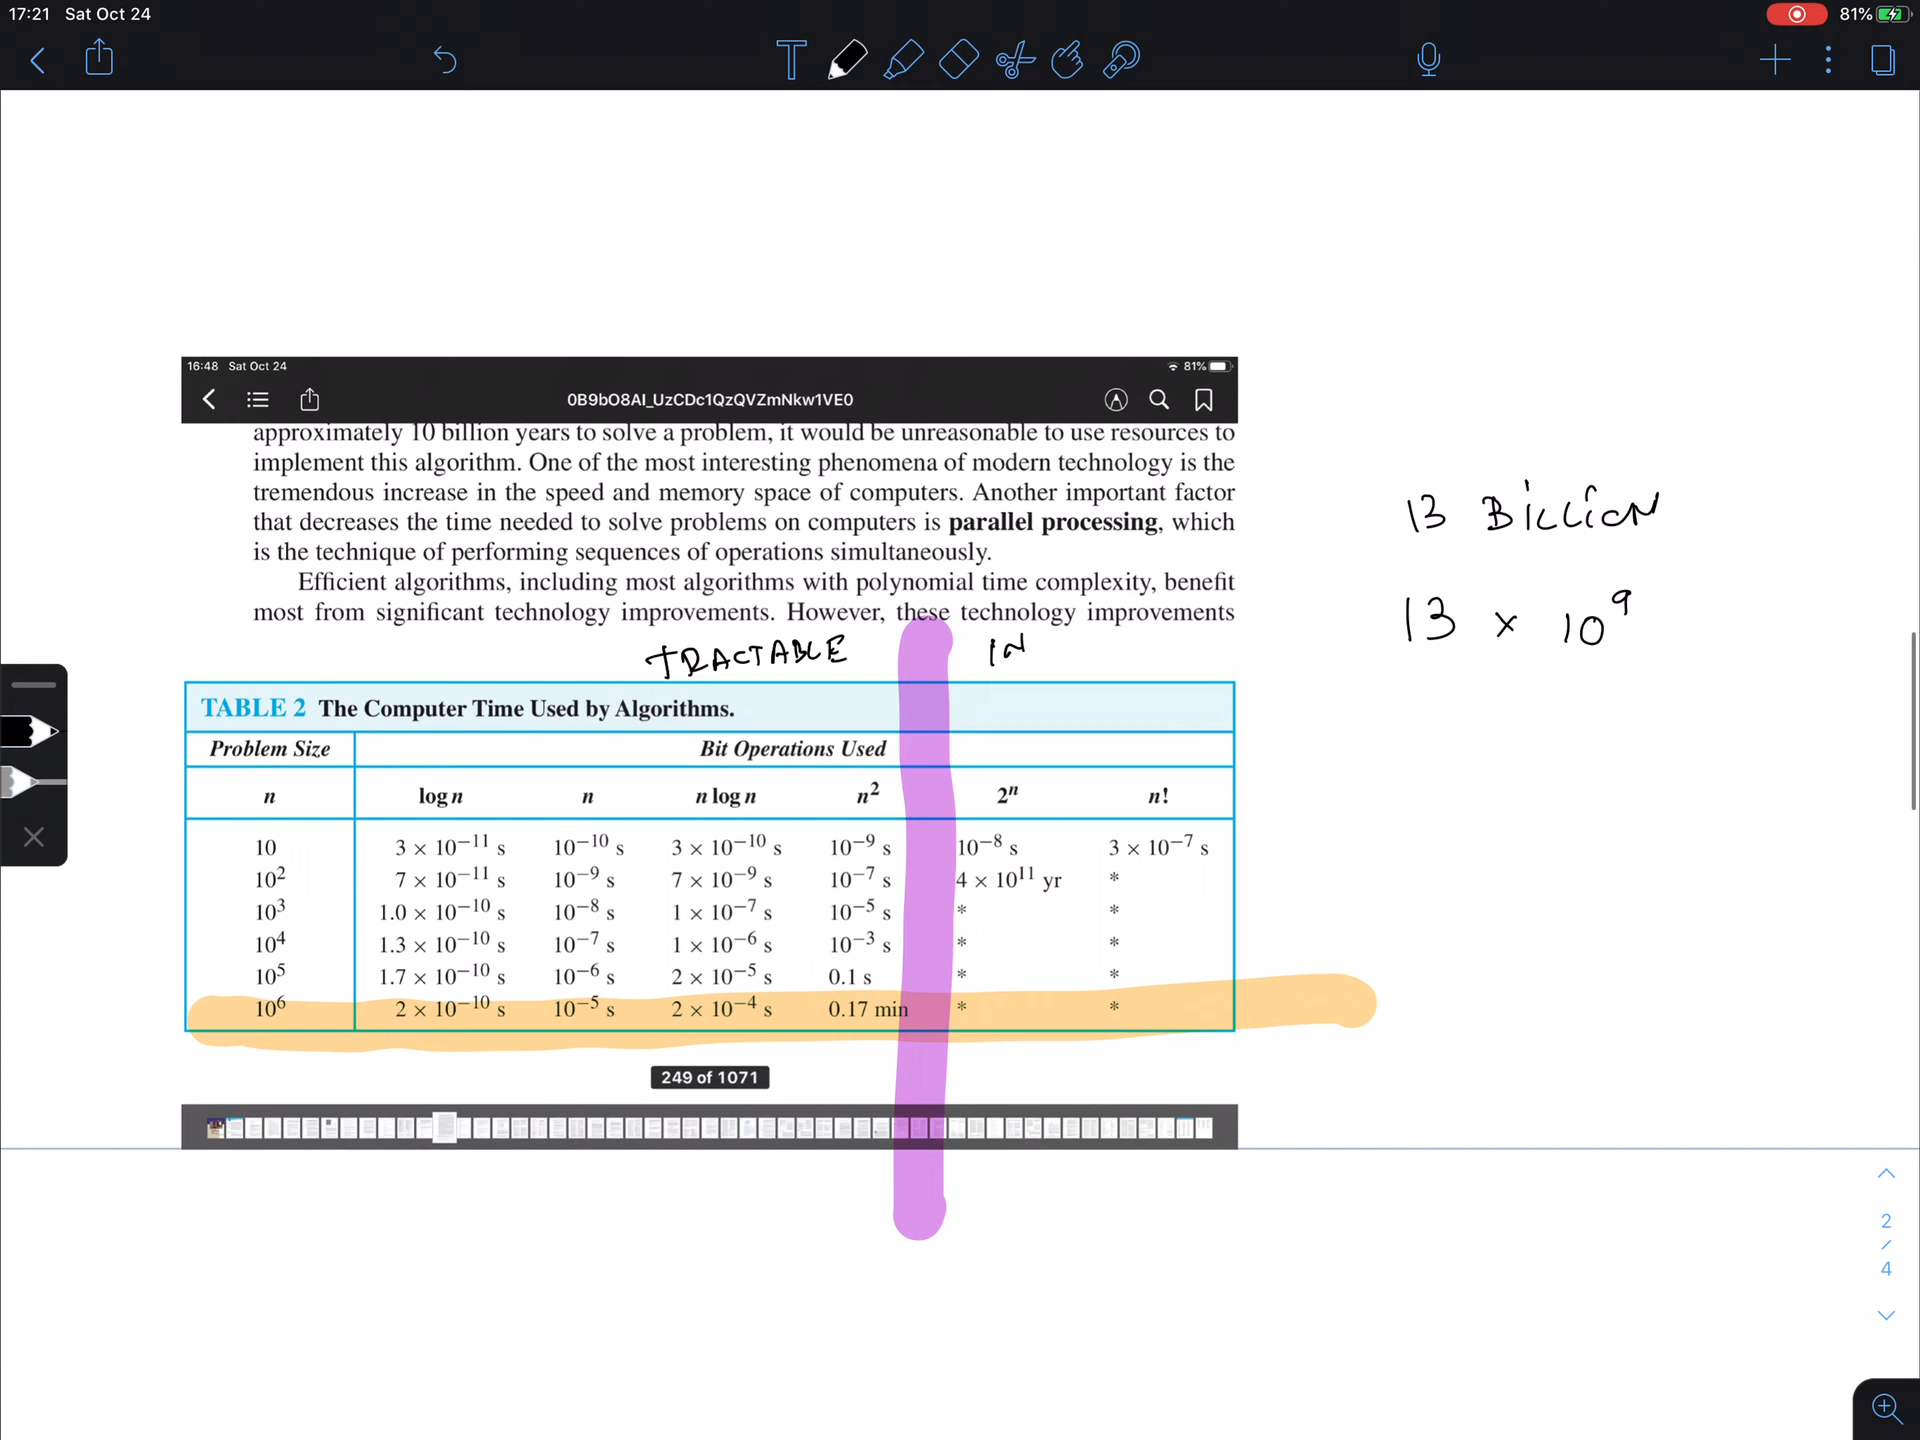 17:21 Sat Oct 24
81%
T
16:48 Sat Oct 24
81%
0B9bO8AI_UzCDc1QzQVZmNkw1VE0
approximately 10 billion years to solve a problem, it would be unreasonable to use resources to
implement this algorithm. One of the most interesting phenomena of modern technology is the
tremendous increase in the speed and memory space of computers. Another important factor
that decreases the time needed to solve problems on computers is parallel processing, which
is the technique of performing sequences of operations simultaneously.
Efficient algorithms, including most algorithms with polynomial time complexity, benefit
most from significant technology improvements. However, these technology improvements
13 BiLLiON
13 × 10⁹
TRACTABLE IN
TABLE 2 The Computer Time Used by Algorithms.
Problem Size Bit Operations Used
n log n n n log n n² 2ⁿ n!
10 3 × 10⁻¹¹ s 10⁻¹⁰ s 3 × 10⁻¹⁰ s 10⁻⁹ s 10⁻⁸ s 3 × 10⁻⁷ s
10² 7 × 10⁻¹¹ s 10⁻⁹ s 7 × 10⁻⁹ s 10⁻⁷ s 4 × 10¹¹ yr *
10³ 1.0 × 10⁻¹⁰ s 10⁻⁸ s 1 × 10⁻⁷ s 10⁻⁵ s * *
10⁴ 1.3 × 10⁻¹⁰ s 10⁻⁷ s 1 × 10⁻⁶ s 10⁻³ s * *
10⁵ 1.7 × 10⁻¹⁰ s 10⁻⁶ s 2 × 10⁻⁵ s 0.1 s * *
10⁶ 2 × 10⁻¹⁰ s 10⁻⁵ s 2 × 10⁻⁴ s 0.17 min * *
249 of 1071
2
/
4